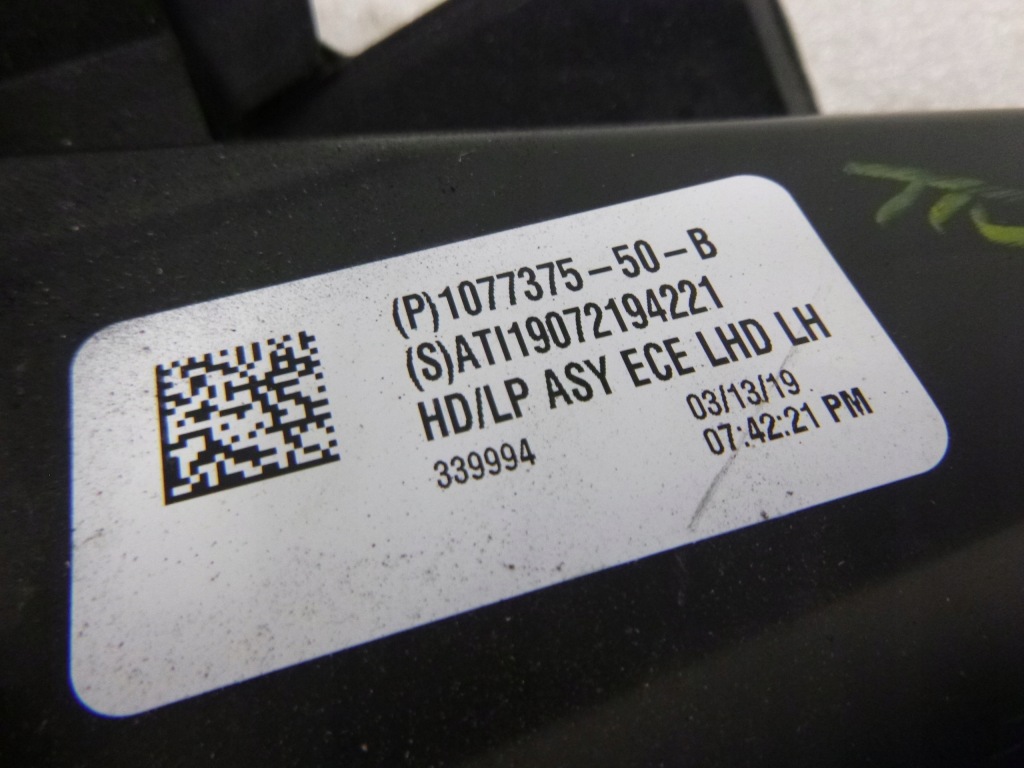 (P)1077375-50-B
(S)ATI19072194221
HD/LP ASY ECE LHD LH
339994
03/13/19
07:42:21 PM